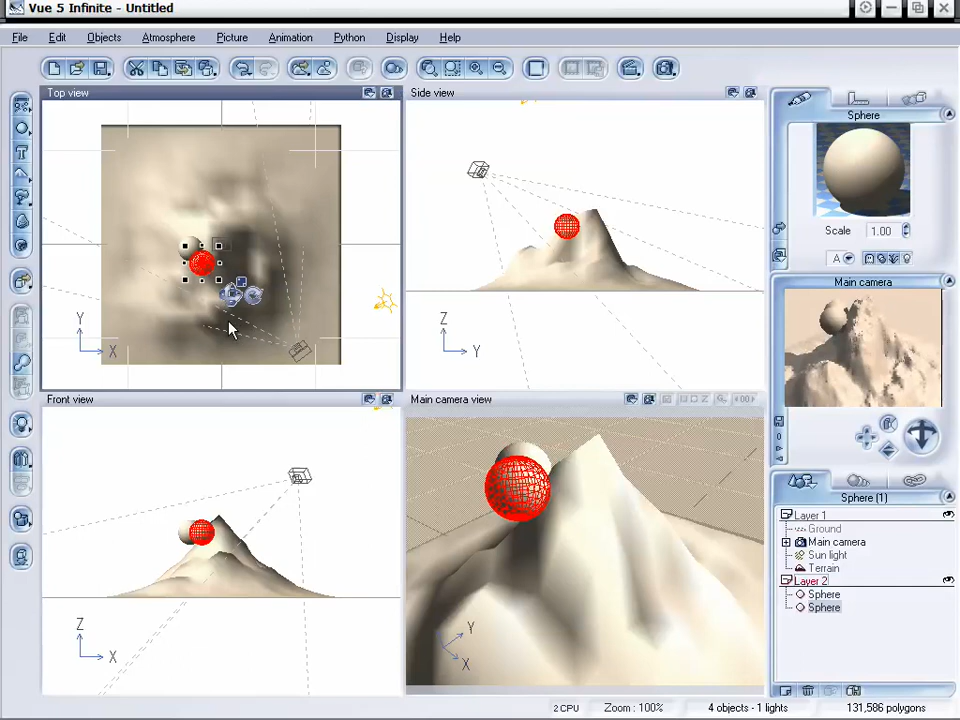 Vue 5 Infinite - Untitled
File Edit Objects Atmosphere Picture Animation Python Display Help
Top view
Side view
Sphere
Scale 1.00
A
Y
X
Z
Y
Main camera
0
Front view
Main camera view
Z
X
Y
X
Sphere (1)
Layer 1
Ground
Main camera
Sun light
Terrain
Layer 2
Sphere
Sphere
2 CPU Zoom : 100% 4 objects - 1 lights 131,586 polygons